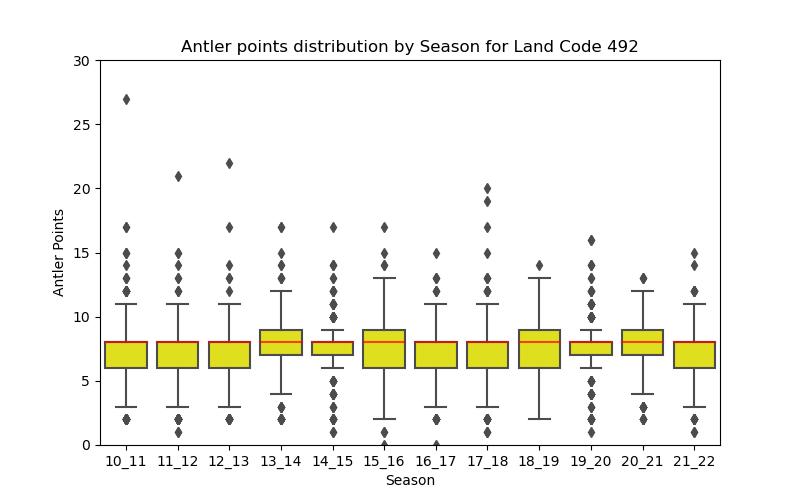 Antler points distribution by Season for Land Code 492
30
25
20
15
10
5
0
Antler Points
10_11 11_12 12_13 13_14 14_15 15_16 16_17 17_18 18_19 19_20 20_21 21_22
Season